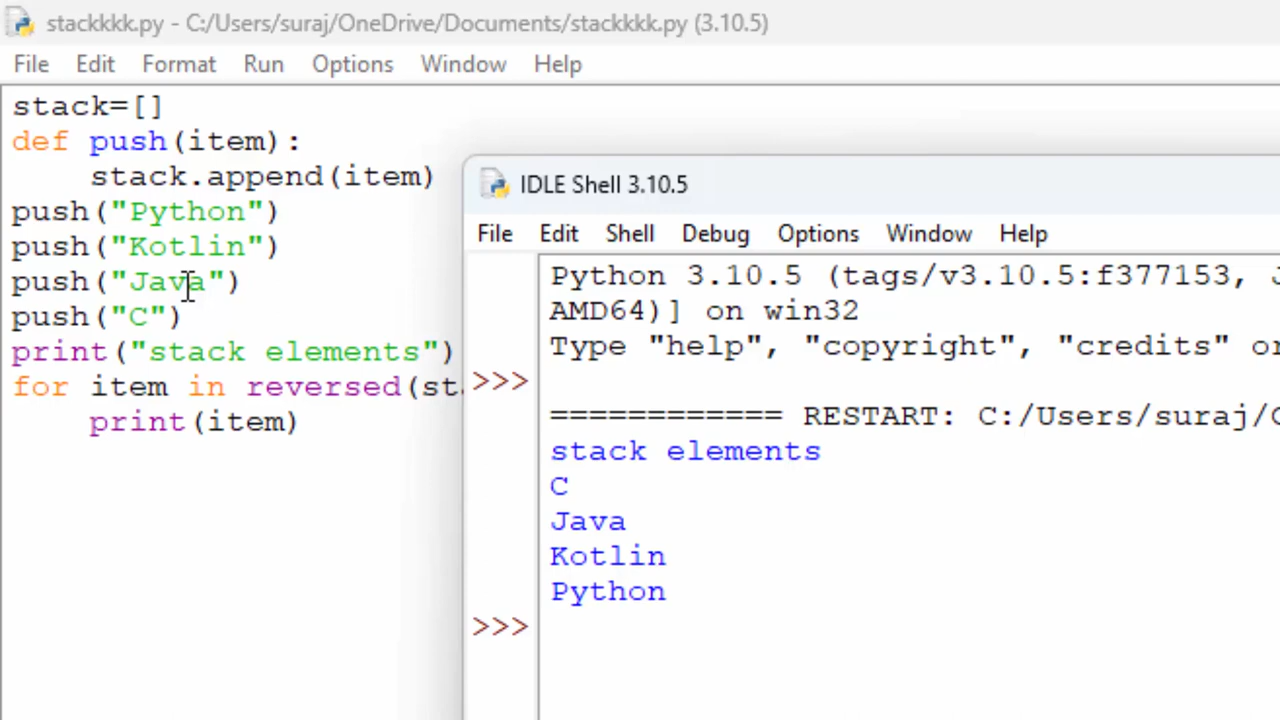 stackkkk.py - C:/Users/suraj/OneDrive/Documents/stackkkk.py (3.10.5)
File Edit Format Run Options Window Help
stack=[]
def push(item):
    stack.append(item)
push("Python")
push("Kotlin")
push("Java")
push("C")
print("stack elements")
for item in reversed(st
    print(item)
IDLE Shell 3.10.5
File Edit Shell Debug Options Window Help
Python 3.10.5 (tags/v3.10.5:f377153,
AMD64)] on win32
Type "help", "copyright", "credits" or
>>>
============ RESTART: C:/Users/suraj/
stack elements
C
Java
Kotlin
Python
>>>